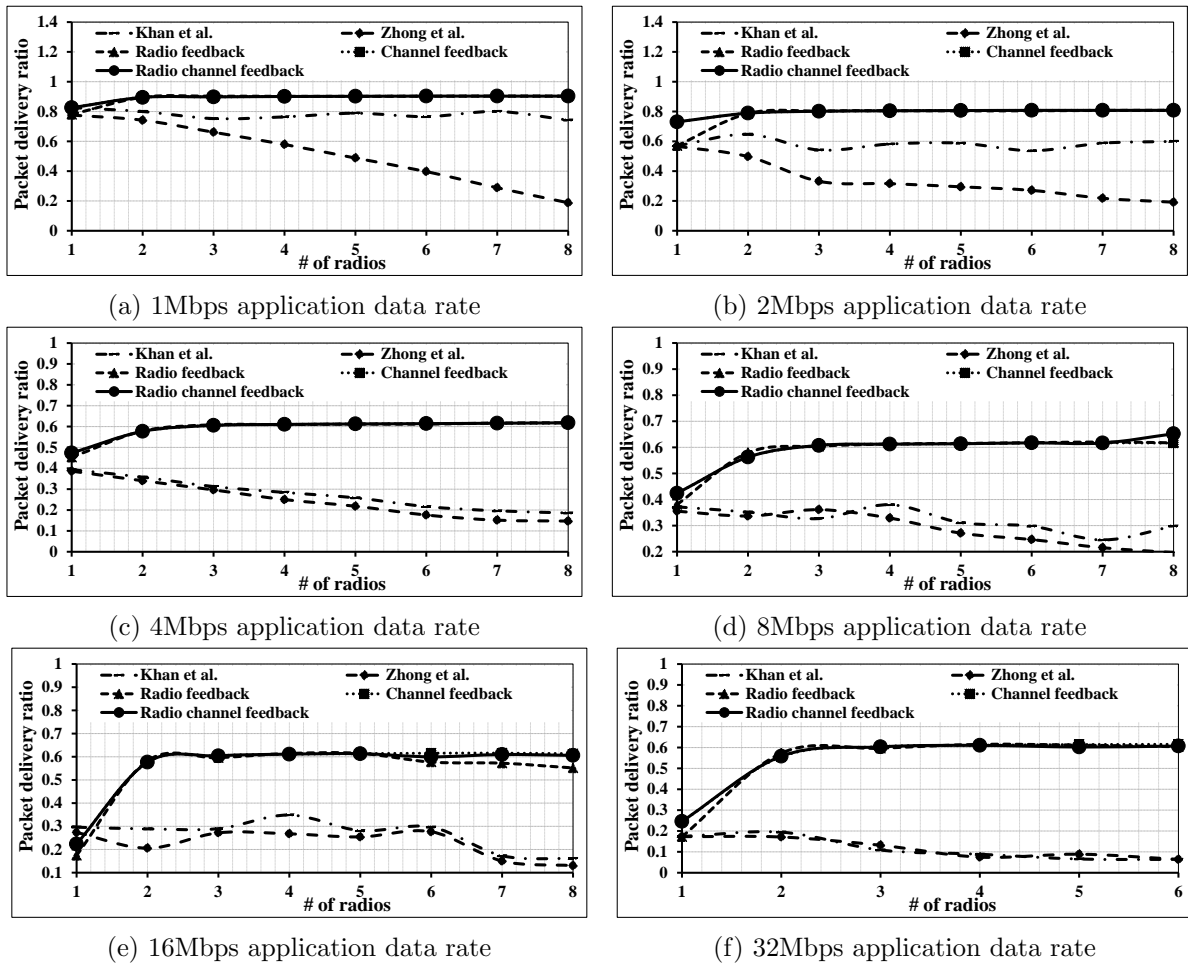 Khan et al. Zhong et al.
Radio feedback Channel feedback
Radio channel feedback
Packet delivery ratio
1.4
1.2
1
0.8
0.6
0.4
0.2
0
1 2 3 4 5 6 7 8
# of radios
(a) 1Mbps application data rate
Khan et al. Zhong et al.
Radio feedback Channel feedback
Radio channel feedback
Packet delivery ratio
1.4
1.2
1
0.8
0.6
0.4
0.2
0
1 2 3 4 5 6 7 8
# of radios
(b) 2Mbps application data rate
Khan et al. Zhong et al.
Radio feedback Channel feedback
Radio channel feedback
Packet delivery ratio
1
0.9
0.8
0.7
0.6
0.5
0.4
0.3
0.2
0.1
0
1 2 3 4 5 6 7 8
# of radios
(c) 4Mbps application data rate
Khan et al. Zhong et al.
Radio feedback Channel feedback
Radio channel feedback
Packet delivery ratio
1
0.9
0.8
0.7
0.6
0.5
0.4
0.3
0.2
1 2 3 4 5 6 7 8
# of radios
(d) 8Mbps application data rate
Khan et al. Zhong et al.
Radio feedback Channel feedback
Radio channel feedback
Packet delivery ratio
1
0.9
0.8
0.7
0.6
0.5
0.4
0.3
0.2
0.1
1 2 3 4 5 6 7 8
# of radios
(e) 16Mbps application data rate
Khan et al. Zhong et al.
Radio feedback Channel feedback
Radio channel feedback
Packet delivery ratio
1
0.9
0.8
0.7
0.6
0.5
0.4
0.3
0.2
0.1
0
1 2 3 4 5 6
# of radios
(f) 32Mbps application data rate